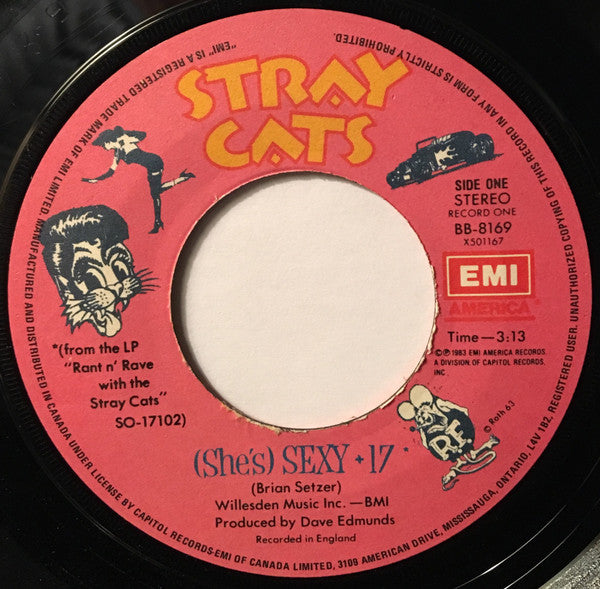 STRAY
CATS
SIDE ONE
STEREO
RECORD ONE
BB-8169
X501167
EMI
AMERICA
Time—3:13
©℗ 1983 EMI AMERICA RECORDS.
A DIVISION OF CAPITOL RECORDS,
INC.
*(from the LP
"Rant n' Rave
with the
Stray Cats"
SO-17102)
RF
© Roth 63
(She's) SEXY + 17 *
(Brian Setzer)
Willesden Music Inc.—BMI
Produced by Dave Edmunds
Recorded in England
MANUFACTURED AND DISTRIBUTED IN CANADA UNDER LICENSE BY CAPITOL RECORDS-EMI OF CANADA LIMITED, 3109 AMERICAN DRIVE, MISSISSAUGA, ONTARIO, L4V 1B2, REGISTERED USER. UNAUTHORIZED COPYING OF THIS RECORD IN ANY FORM IS STRICTLY PROHIBITED.
"EMI" IS A REGISTERED TRADE MARK OF EMI LIMITED.